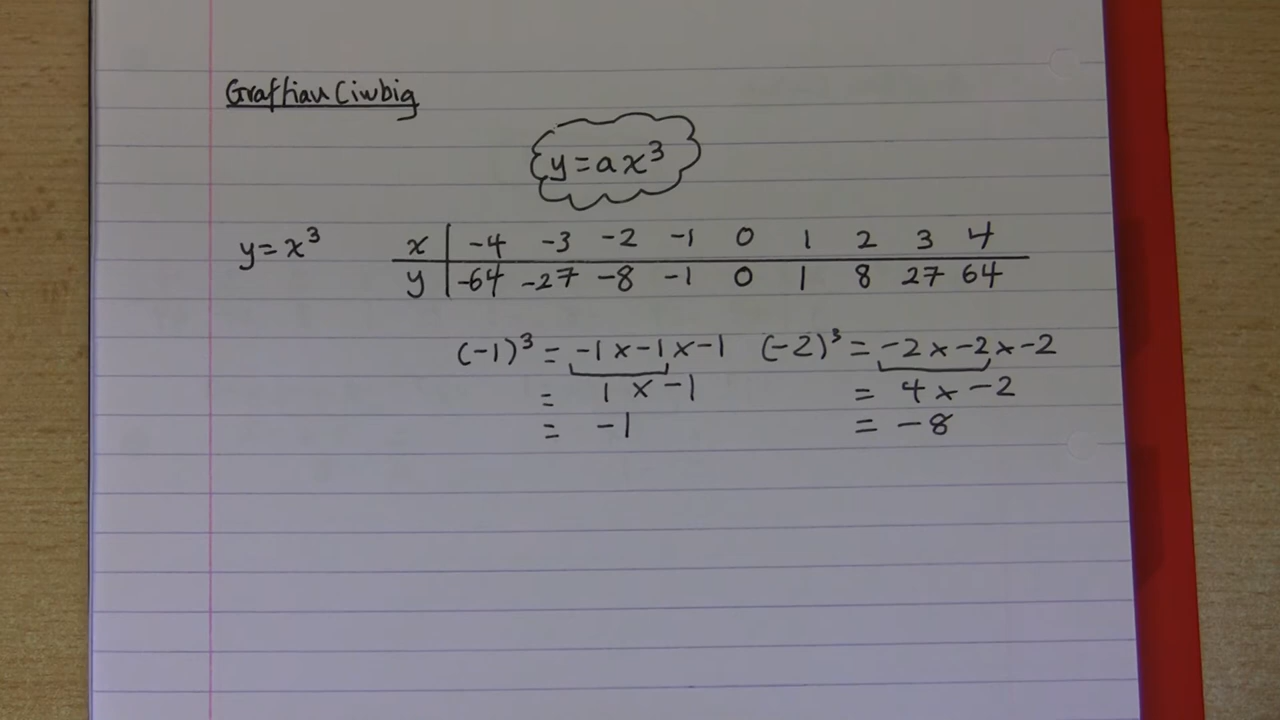 Graffiau Ciwbig
y=ax³
y=x³ x -4 -3 -2 -1 0 1 2 3 4
y -64 -27 -8 -1 0 1 8 27 64
(-1)³ = -1 x -1 x -1 (-2)³ = -2 x -2 x -2
= 1 x -1 = 4 x -2
= -1 = -8